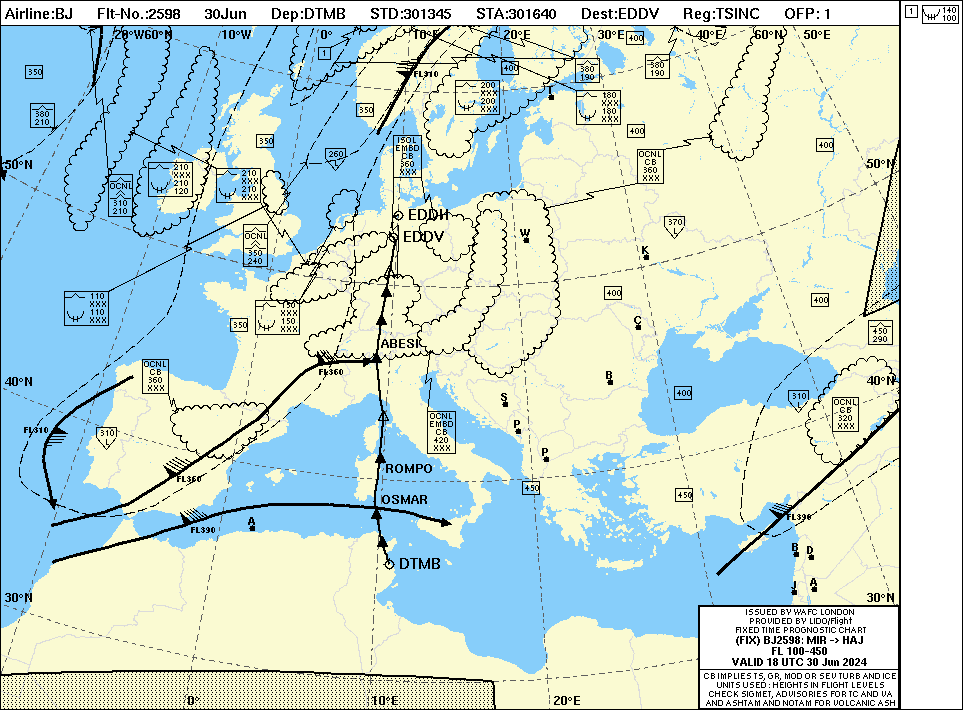 Airline:BJ Flt-No.:2598 30Jun Dep:DTMB STD:301345 STA:301640 Dest:EDDV Reg:TSINC OFP: 1
1 140 100
20°W 60°N 10°W 0° 10°E 20°E 30°E 40°E 60°N 50°E
400
1
350
FL310
400
380
190
380
190
380
210
350
200
XXX
200
XXX
180
XXX
180
XXX
T
350
260
ISOL
EMBD
CB
360
XXX
400
400
50°N
50°N
OCNL
310
210
210
XXX
210
120
210
XXX
210
XXX
OCNL
CB
360
XXX
EDDH
EDDV
370
L
W
K
OCNL
350
240
110
XXX
110
XXX
150
XXX
150
XXX
350
400
400
C
450
290
ABESI
FL360
OCNL
CB
360
XXX
40°N
40°N
B
400
310
L
S
P
P
OCNL
EMBD
CB
420
XXX
OCNL
CB
320
XXX
FL310
310
L
FL360
ROMPO
450
450
OSMAR
FL390
A
FL390
DTMB
B
D
J
A
30°N
30°N
ISSUED BY WAFC LONDON
PROVIDED BY LIDO/Flight
FIXED TIME PROGNOSTIC CHART
(FIX) BJ2598: MIR -> HAJ
FL 100-450
VALID 18 UTC 30 Jun 2024
CB IMPLIES TS, GR, MOD OR SEV TURB AND ICE
UNITS USED : HEIGHTS IN FLIGHT LEVELS
CHECK SIGMET, ADVISORIES FOR TC AND VA
AND ASHTAM AND NOTAM FOR VOLCANIC ASH
0° 10°E 20°E